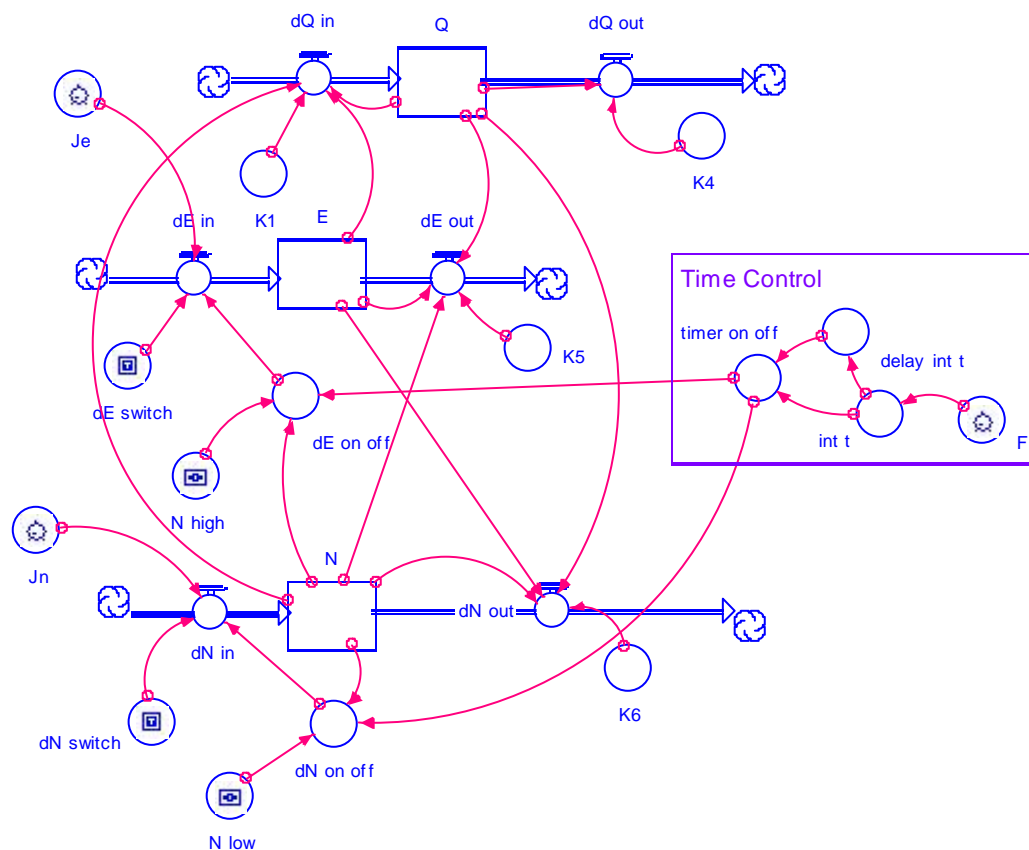 dQ in
Q
dQ out
Je
K1
K4
dE in
E
dE out
Time Control
timer on off
delay int t
K5
dE switch
dE on off
int t
F
N high
Jn
N
dN out
dN in
K6
dN switch
dN on off
N low